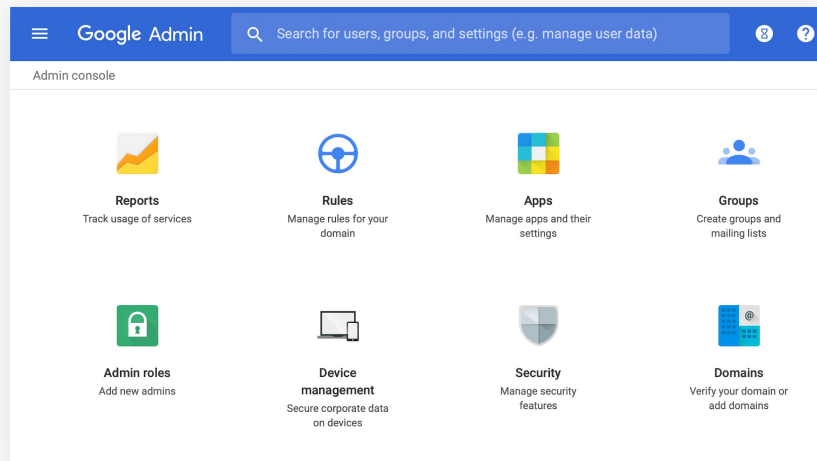 Google Admin
Search for users, groups, and settings (e.g. manage user data)
Admin console
Reports
Track usage of services
Rules
Manage rules for your
domain
Apps
Manage apps and their
settings
Groups
Create groups and
mailing lists
Admin roles
Add new admins
Device
management
Secure corporate data
on devices
Security
Manage security
features
@
Domains
Verify your domain or
add domains